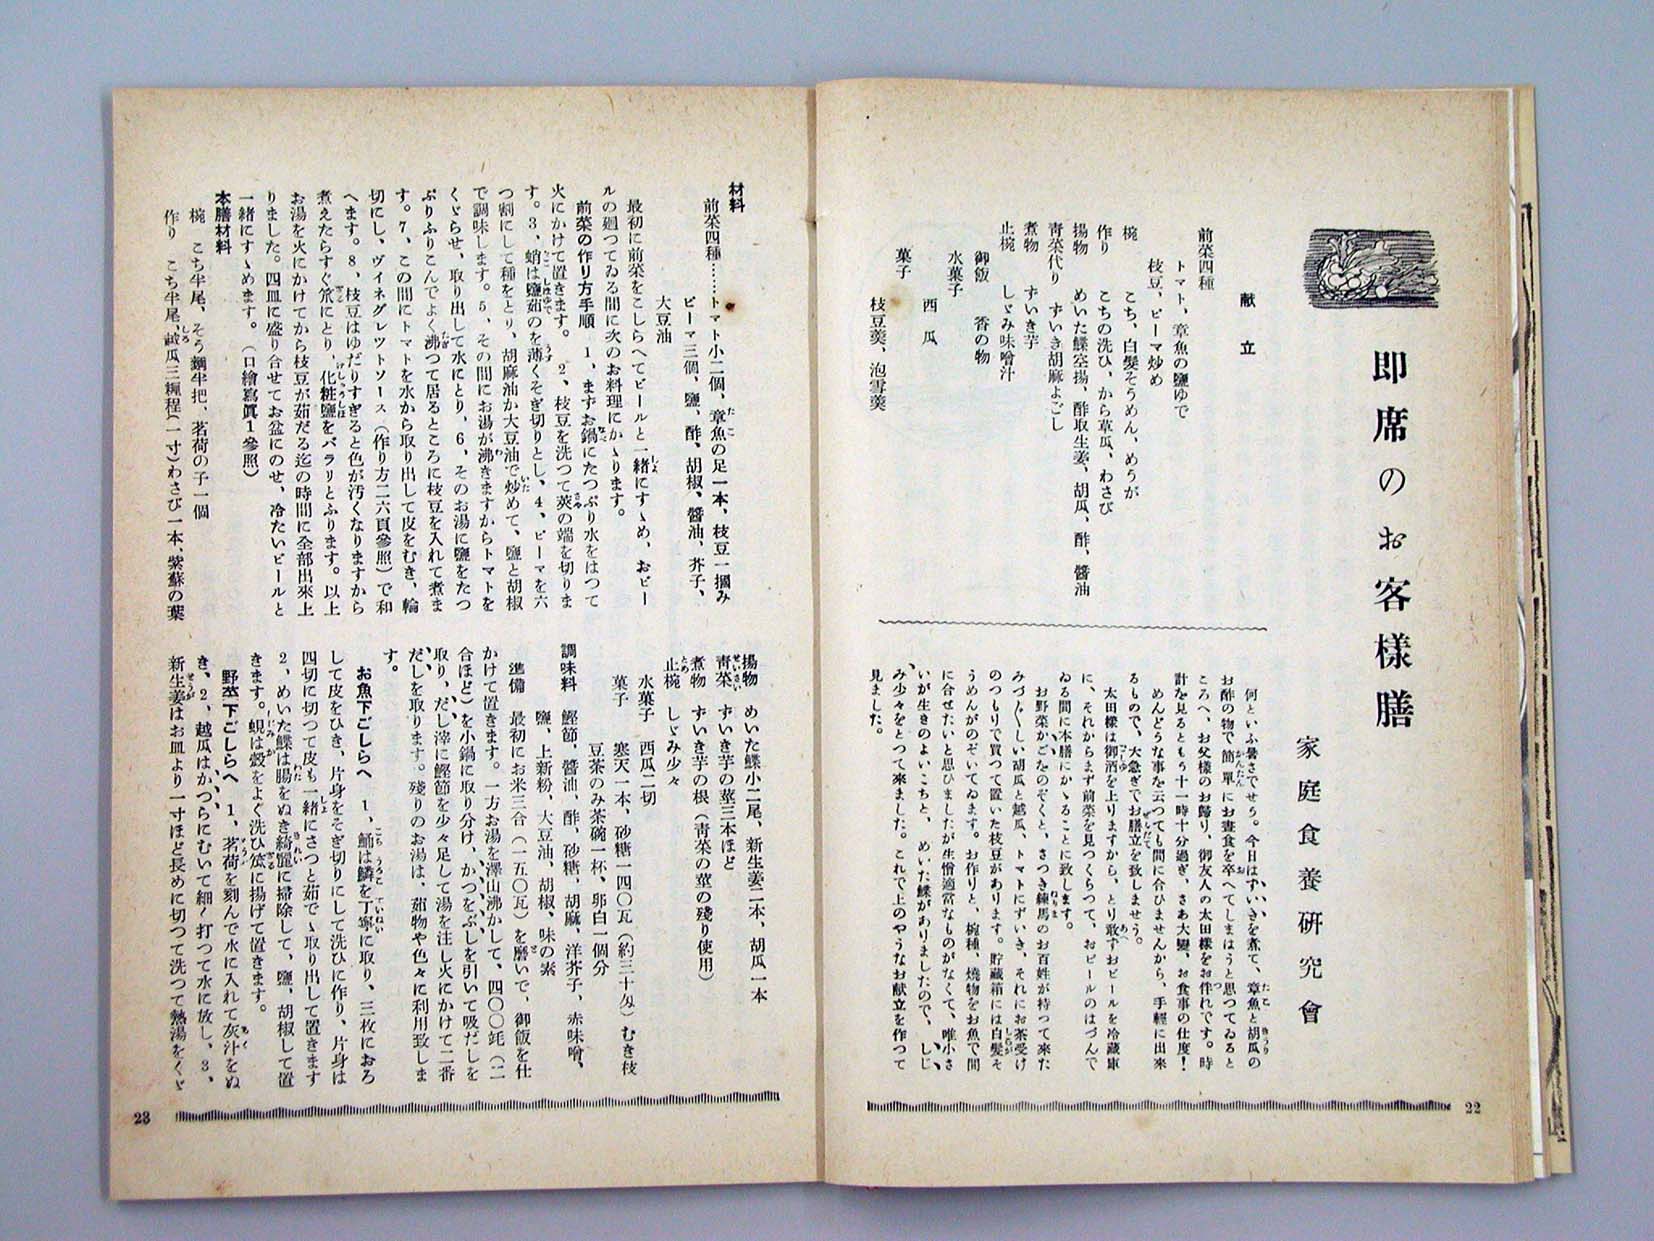 即席のお客様膳
家庭食養研究會
献立
前菜四種
トマト、章魚の鹽ゆで
枝豆、ピーマ炒め
椀　こち、白髪そうめん、めうが
作り　こちの洗ひ、から草瓜、わさび
揚物　めいた鰈空揚、酢取生姜、胡瓜、酢、醤油
靑菜代り　ずいき胡麻よごし
煮物　ずいき芋
止椀　しゞみ味噌汁
御飯　香の物
水菓子
西瓜
菓子
枝豆羮、泡雪羮
何といふ暑さでせう。今日はずいきを煮て、章魚と胡瓜の
お酢の物で簡單にお晝食を卒へてしまはうと思つてゐると
ころへ、お父様のお歸り、御友人の太田様をお伴れです。時
計を見るともう十一時十分過ぎ、さあ大變、お食事の仕度！
めんどうな事を云つても間に合ひませんから、手輕に出來
るもので、大急ぎでお膳立を致しませう。
太田様は御酒を上りますから、とり敢ずおビールを冷藏庫
に、それからまづ前菜を見つくらつて、おビールのはづんで
ゐる間に本膳にかゝることに致します。
お野菜かごをのぞくと、さつき練馬のお百姓が持つて來た
みづ〳〵しい胡瓜と越瓜、トマトにずいき、それにお茶受け
のつもりで買つて置いた枝豆があります。貯藏箱には白髪そ
うめんがのぞいてゐます。お作りと、椀種、燒物をお魚で間
に合せたいと思ひましたが生憎適當なものがなくて、唯小さ
いが生きのよいこちと、めいた鰈がありましたので、しじ
み少々をとつて來ました。これで上のやうなお献立を作つて
見ました。
22
材料
前菜四種……トマト小二個、章魚の足一本、枝豆一摑み
ピーマ三個、鹽、酢、胡椒、醤油、芥子、
大豆油
最初に前菜をこしらへてビールと一緒にすゝめ、おビー
ルの廻つてゐる間に次のお料理にかゝります。
前菜の作り方手順　1、まずお鍋にたつぷり水をはつて
火にかけて置きます。　2、枝豆を洗つて莢の端を切りま
す。3、蛸は鹽茹のを薄くそぎ切りとし、4、ピーマを六
つ割にして種をとり、胡麻油か大豆油で炒めて、鹽と胡椒
で調味します。5、その間にお湯が沸きますからトマトを
くゞらせ、取り出して水にとり、6、そのお湯に鹽をたつ
ぷりふりこんでよく沸つて居るところに枝豆を入れて煮ま
す。7、この間にトマトを水から取り出して皮をむき、輪
切にし、ヴイネグレツトソース（作り方二六頁參照）で和
へます。8、枝豆はゆだりすぎると色が汚くなりますから
煮えたらすぐ笊にとり、化粧鹽をバラリとふります。以上
お湯を火にかけてから枝豆が茹だる迄の時間に全部出來上
りました。四皿に盛り合せてお盆にのせ、冷たいビールと
一緒にすゝめます。（口繪寫眞1參照）
本膳材料
椀　こち半尾、そう麵半把、茗荷の子一個
作り　こち半尾、越瓜三糎程（一寸）わさび一本、紫蘇の葉
揚物　めいた鰈小二尾、新生姜二本、胡瓜一本
靑菜　ずいき芋の莖三本ほど
煮物　ずいき芋の根（靑菜の莖の殘り使用）
止椀　しゞみ少々
水菓子　西瓜二切
菓子　寒天一本、砂糖一四〇瓦（約三十匁）むき枝
豆茶のみ茶碗一杯、卵白一個分
調味料　鰹節、醤油、酢、砂糖、胡麻、洋芥子、赤味噌、
鹽、上新粉、大豆油、胡椒、味の素
準備　最初にお米三合（一五〇瓦）を磨いで、御飯を仕
かけて置きます。一方お湯を澤山沸かして、四〇〇竓（二
合ほど）を小鍋に取り分け、かつをぶしを引いて吸だしを
取り、だし滓に鰹節を少々足して湯を注し火にかけて二番
だしを取ります。殘りのお湯は、茹物や色々に利用致しま
す。
お魚下ごしらへ　1、鯒は鱗を丁寧に取り、三枚におろ
して皮をひき、片身をそぎ切りにして洗ひに作り、片身は
四切に切つて皮も一緒にさつと茹でゝ取り出して置きます
2、めいた鰈は腸をぬき綺麗に掃除して、鹽、胡椒して置
きます。蜆は殼をよく洗ひ笊に揚げて置きます。
野菜下ごしらへ　1、茗荷を刻んで水に入れて灰汁をぬ
き、2、越瓜はかつらにむいて細く打つて水に放し、3、
新生姜はお皿より一寸ほど長めに切つて洗つて熱湯をくゞ
23